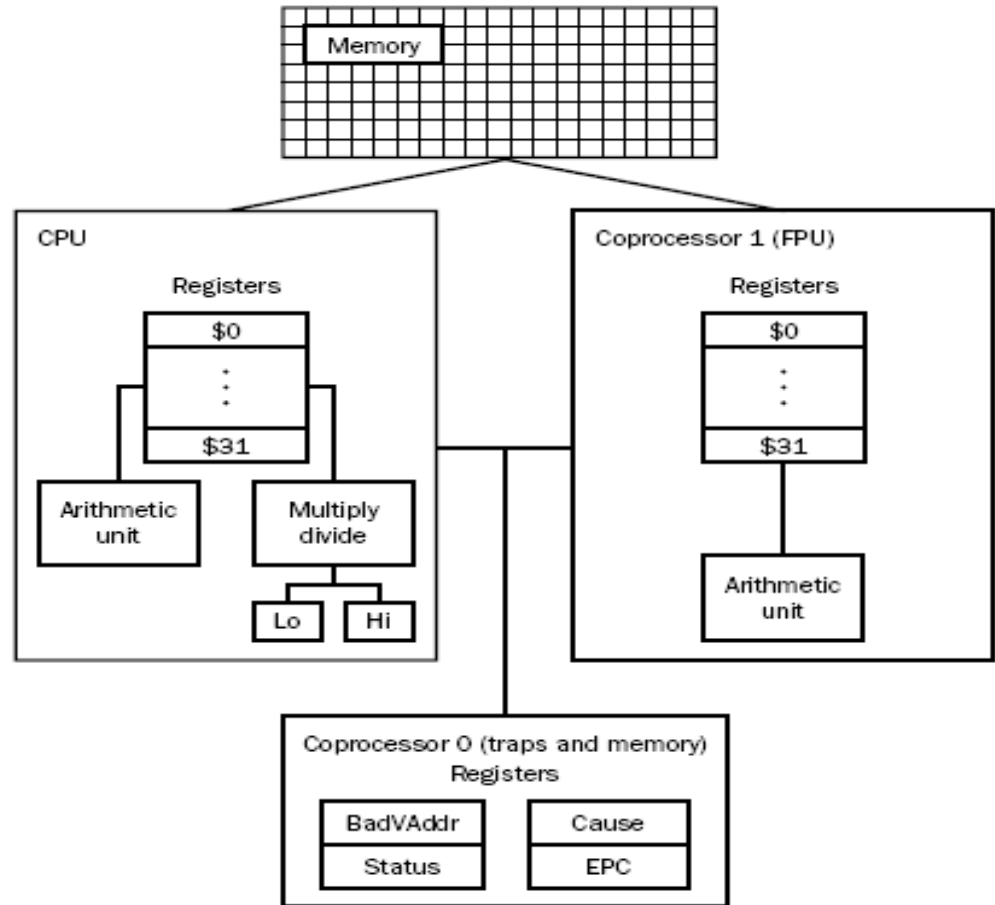 Memory
CPU
Registers
$0
$31
Arithmetic
unit
Multiply
divide
Lo
Hi
Coprocessor 1 (FPU)
Registers
$0
$31
Arithmetic
unit
Coprocessor 0 (traps and memory)
Registers
BadVAddr
Status
Cause
EPC